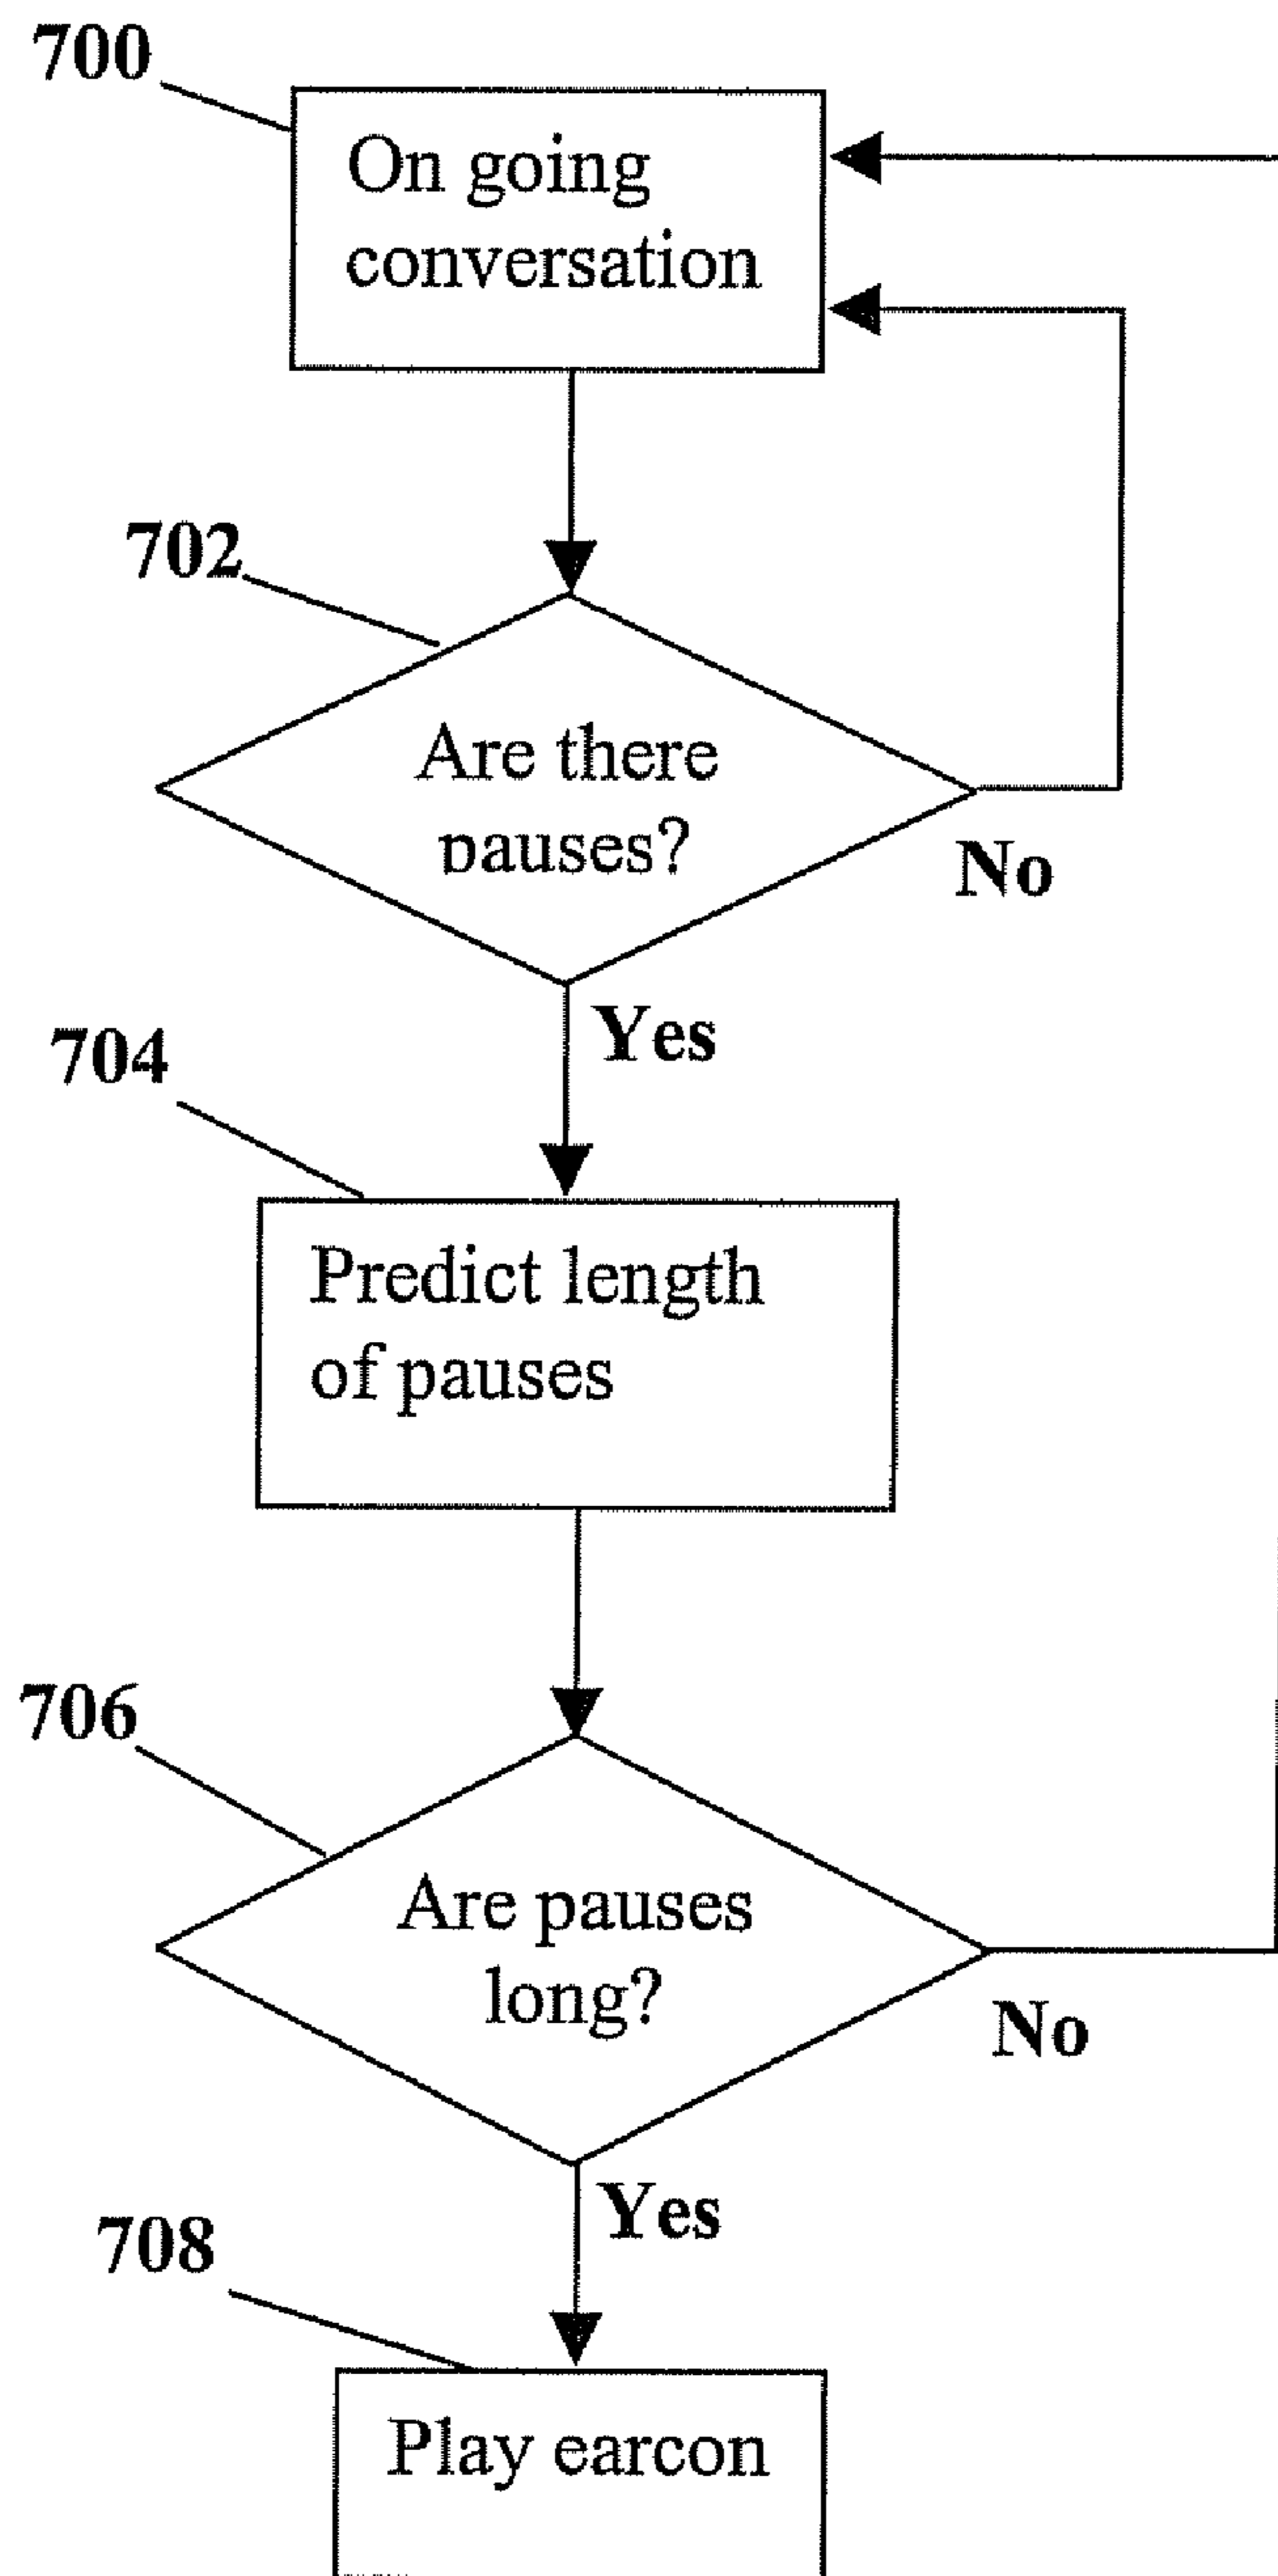 700
On going
conversation
702
Are there
pauses?
No
Yes
704
Predict length
of pauses
706
Are pauses
long?
No
Yes
708
Play earcon